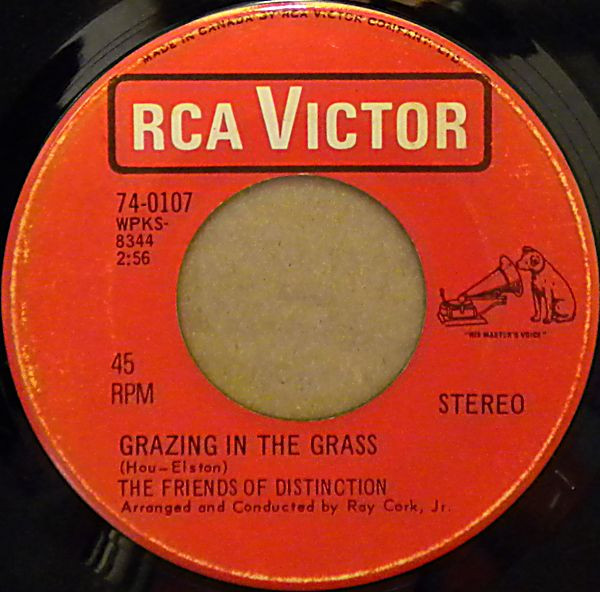 MADE IN CANADA BY RCA VICTOR COMPANY, LTD.
RCA VICTOR
74-0107
WPKS-
8344
2:56
"HIS MASTER'S VOICE"
45
RPM
STEREO
GRAZING IN THE GRASS
(Hou-Elston)
THE FRIENDS OF DISTINCTION
Arranged and Conducted by Ray Cork, Jr.